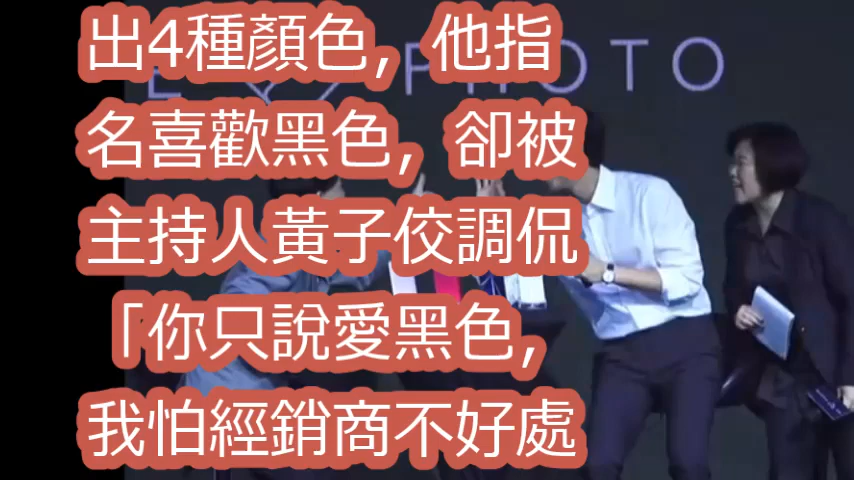 出4種顏色，他指
PHOTO
名喜歡黑色，卻被
主持人黃子佼調侃
「你只說愛黑色，
我怕經銷商不好處